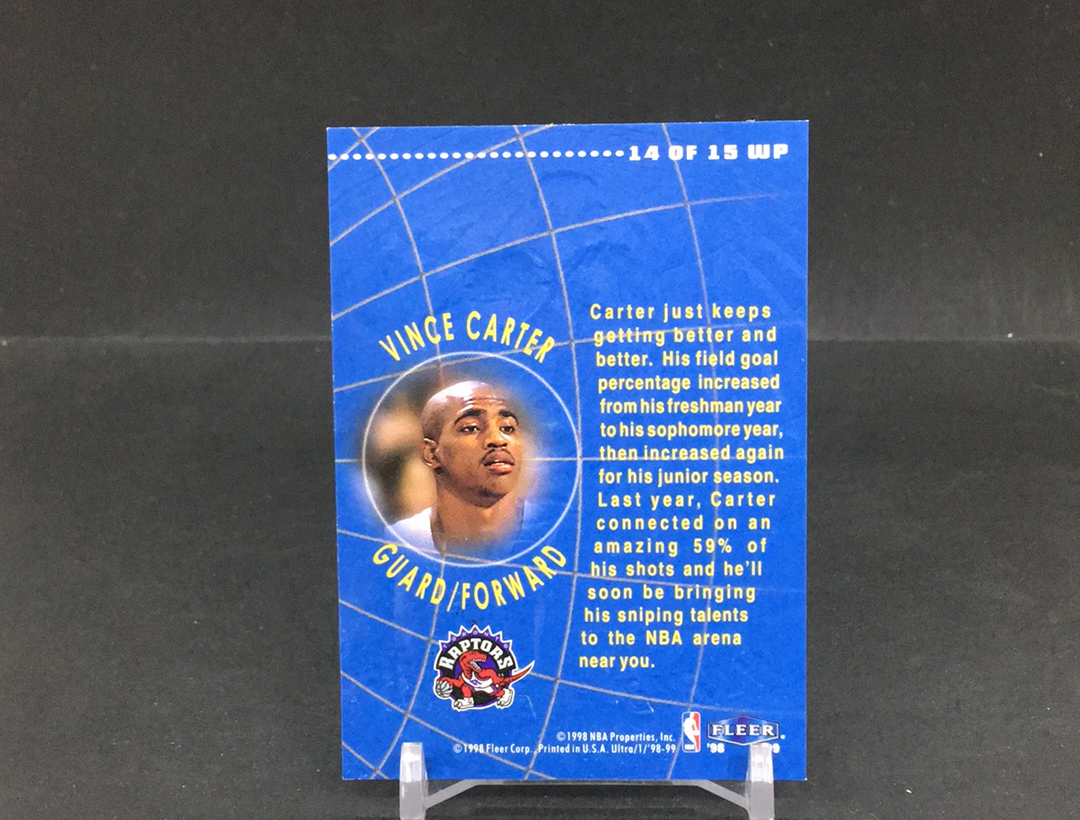 14 OF 15 WP
VINCE CARTER
GUARD/FORWARD
RAPTORS
Carter just keeps
getting better and
better. His field goal
percentage increased
from his freshman year
to his sophomore year,
then increased again
for his junior season.
Last year, Carter
connected on an
amazing 59% of
his shots and he'll
soon be bringing
his sniping talents
to the NBA arena
near you.
©1998 NBA Properties, Inc.
©1998 Fleer Corp., Printed in U.S.A. Ultra/1/'98-99
NBA
FLEER®
'98 99